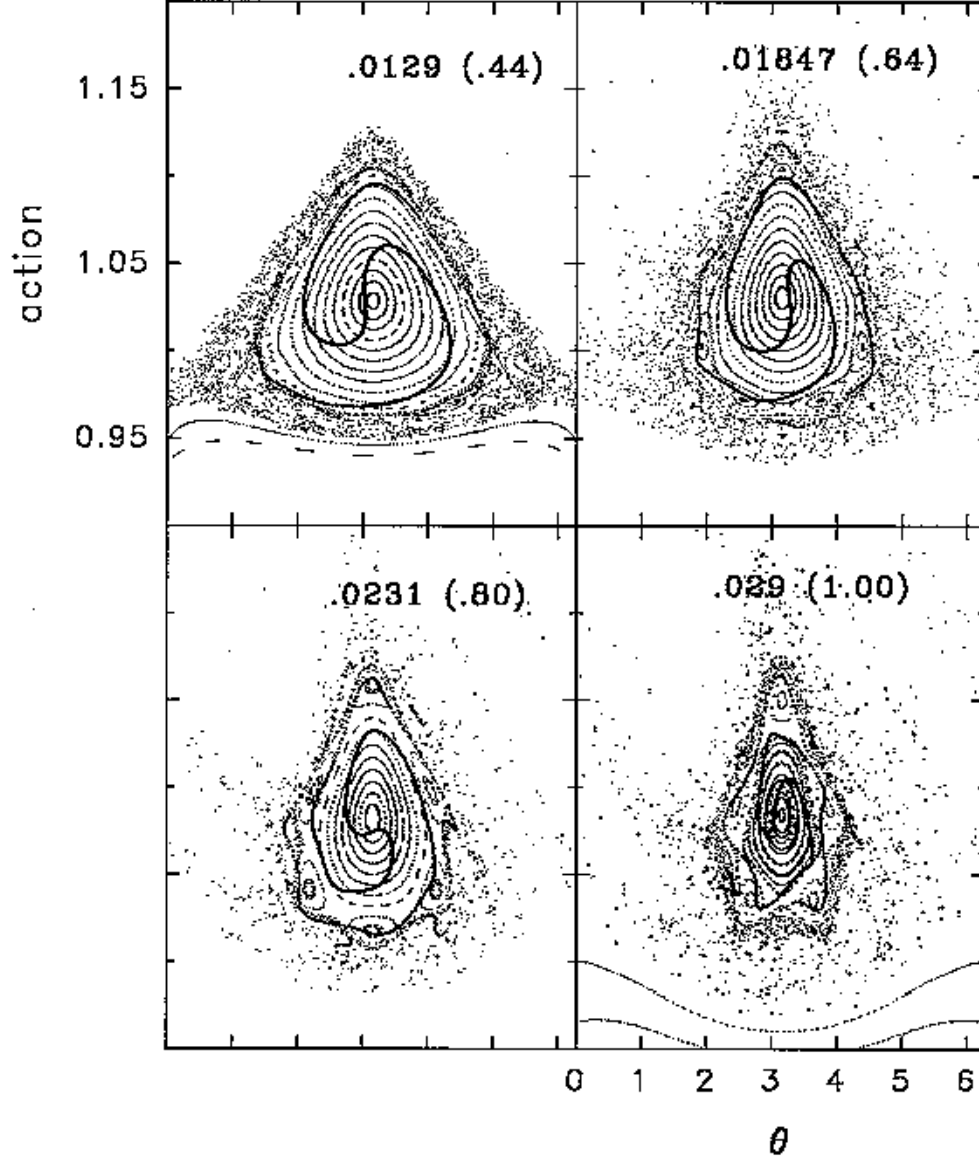 .0129 (.44)
.01847 (.64)
1.15
1.05
0.95
action
.0231 (.80)
.029 (1.00)
0 1 2 3 4 5 6
θ